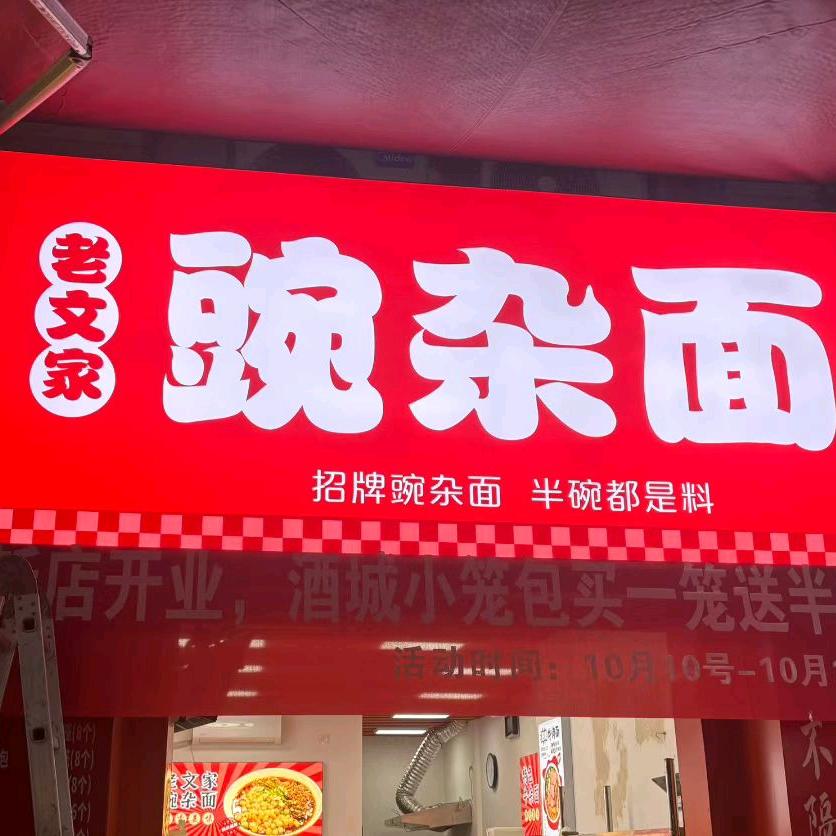 老文家
豌杂面
招牌豌杂面 半碗都是料
店开业，酒城小笼包买一笼送半
活动时间：10月10号-10月
老文家
豌杂面